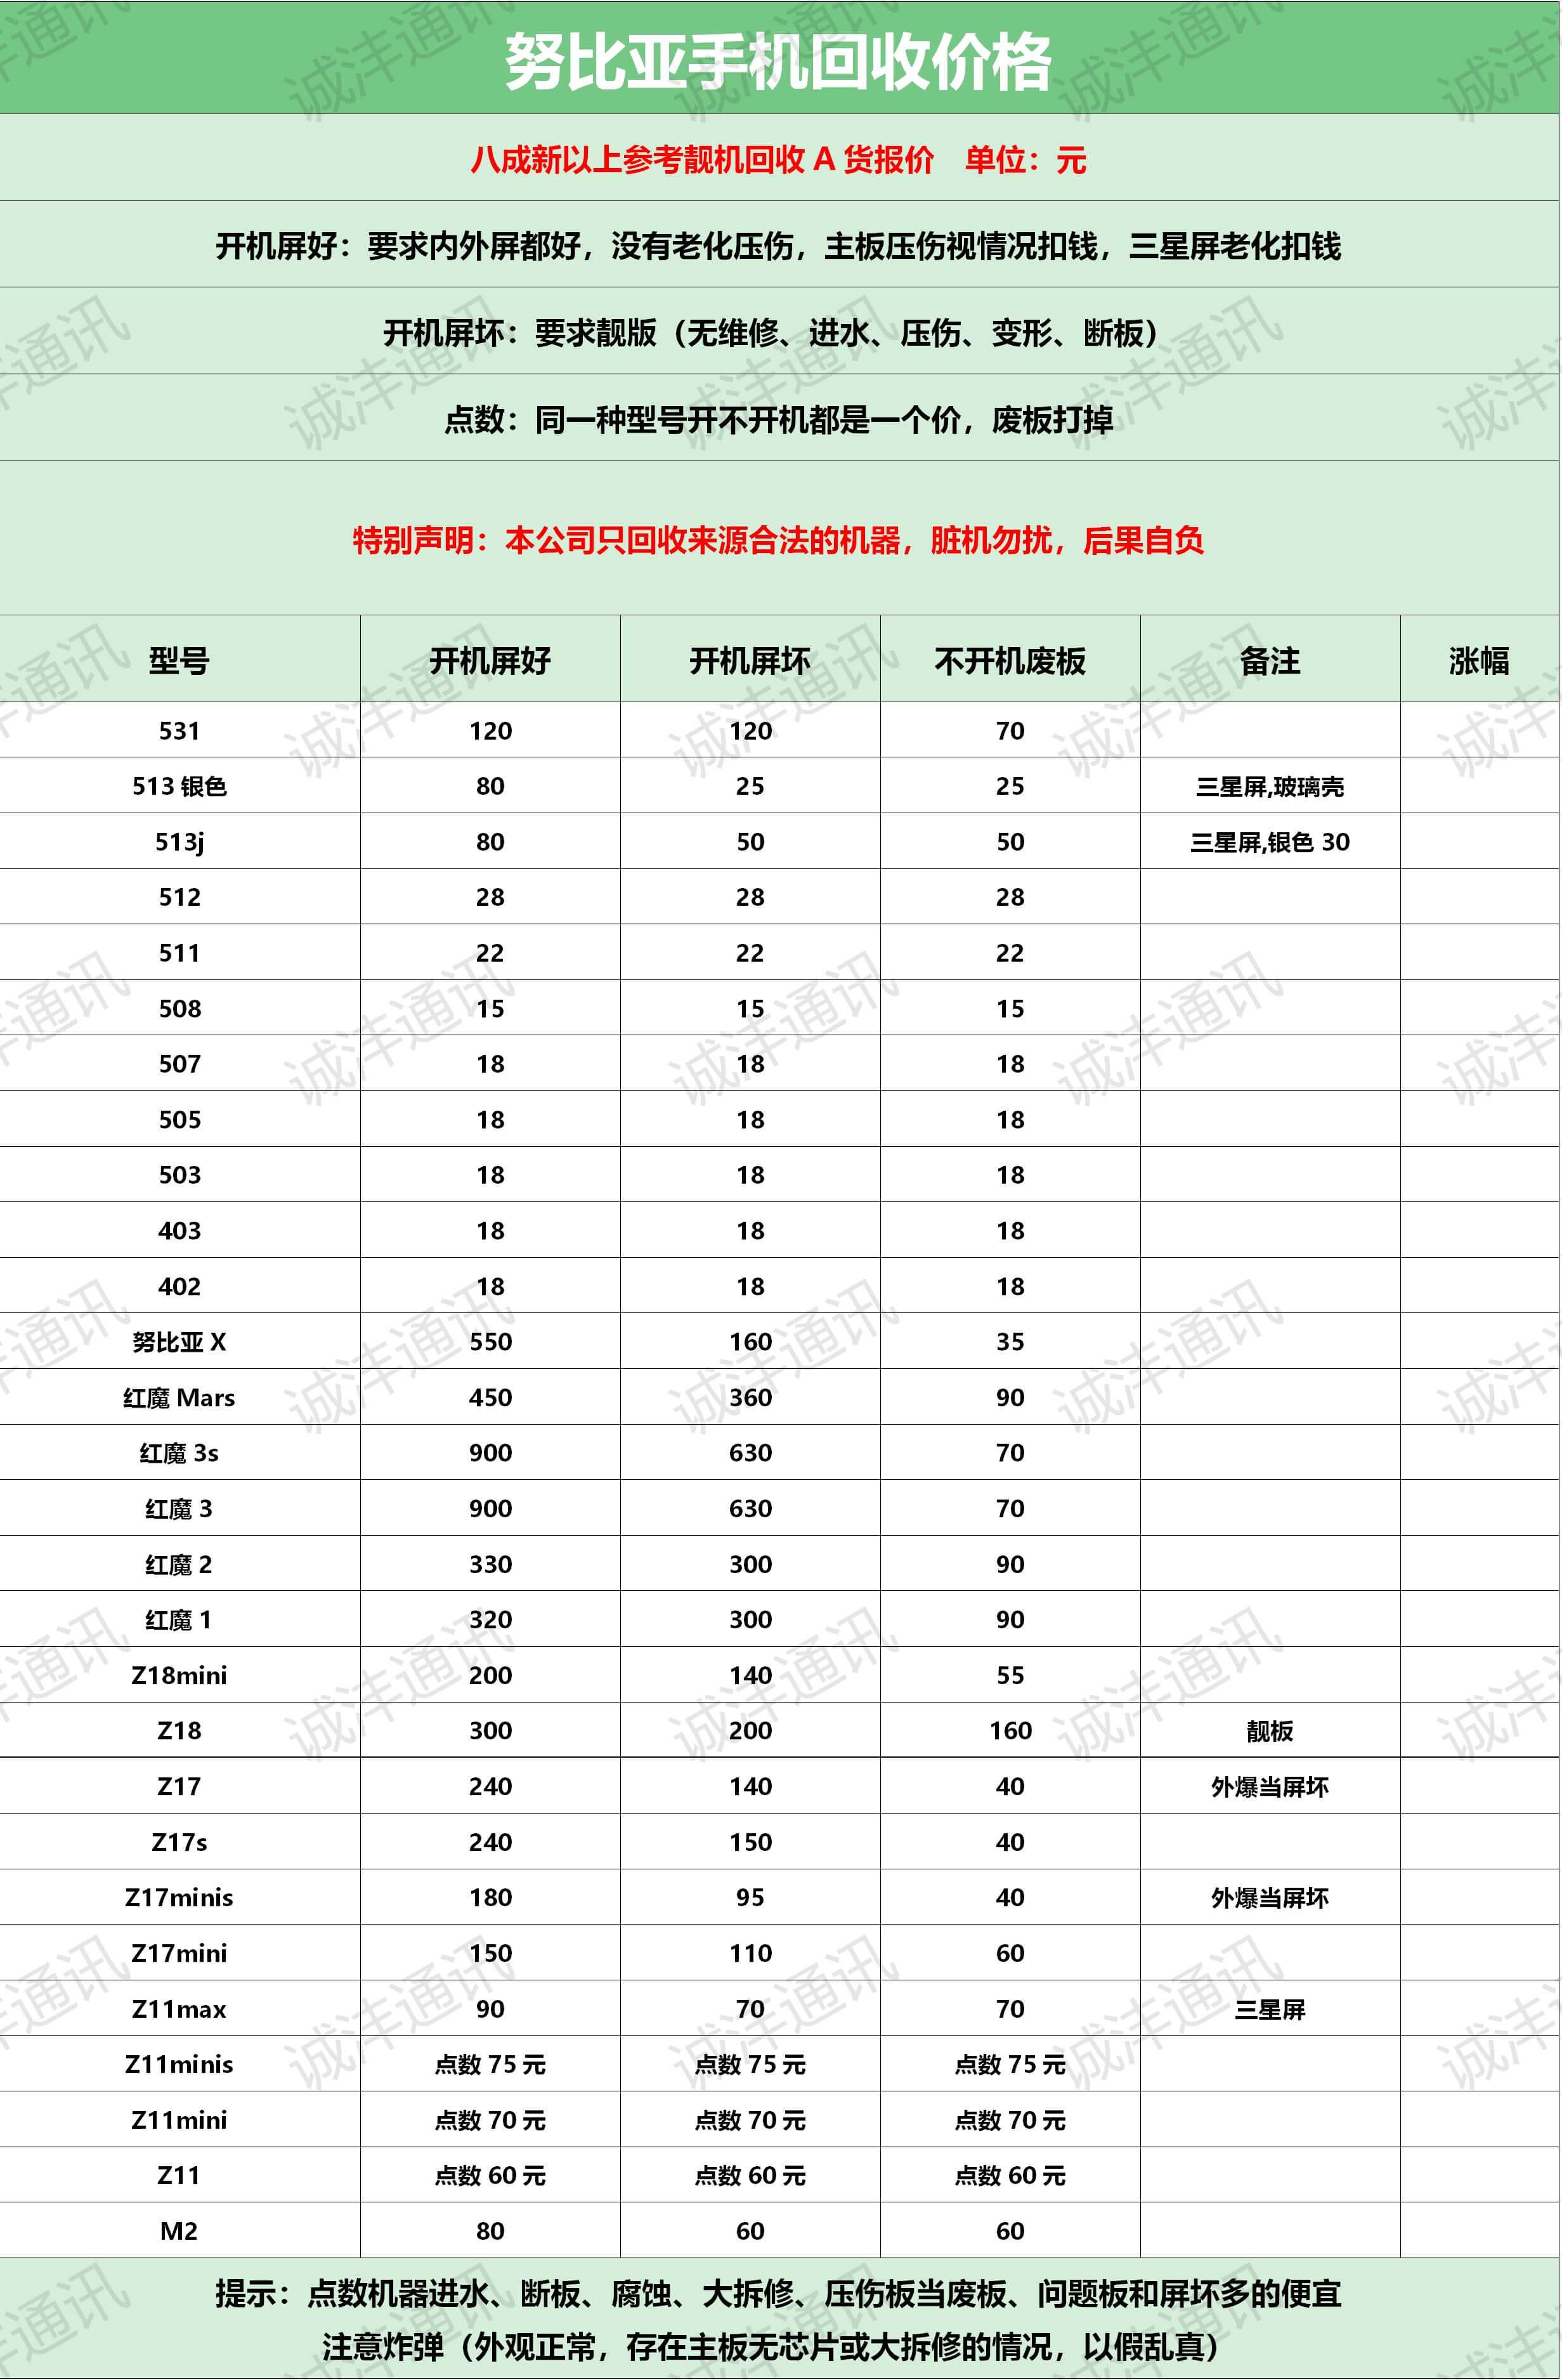 努比亚手机回收价格
八成新以上参考靓机回收 A 货报价 单位：元
开机屏好：要求内外屏都好，没有老化压伤，主板压伤视情况扣钱，三星屏老化扣钱
开机屏坏：要求靓版（无维修、进水、压伤、变形、断板）
点数：同一种型号开不开机都是一个价，废板打掉
特别声明：本公司只回收来源合法的机器，脏机勿扰，后果自负
型号 开机屏好 开机屏坏 不开机废板 备注 涨幅
531 120 120 70
513 银色 80 25 25 三星屏,玻璃壳
513j 80 50 50 三星屏,银色 30
512 28 28 28
511 22 22 22
508 15 15 15
507 18 18 18
505 18 18 18
503 18 18 18
403 18 18 18
402 18 18 18
努比亚 X 550 160 35
红魔 Mars 450 360 90
红魔 3s 900 630 70
红魔 3 900 630 70
红魔 2 330 300 90
红魔 1 320 300 90
Z18mini 200 140 55
Z18 300 200 160 靓板
Z17 240 140 40 外爆当屏坏
Z17s 240 150 40
Z17minis 180 95 40 外爆当屏坏
Z17mini 150 110 60
Z11max 90 70 70 三星屏
Z11minis 点数 75 元 点数 75 元 点数 75 元
Z11mini 点数 70 元 点数 70 元 点数 70 元
Z11 点数 60 元 点数 60 元 点数 60 元
M2 80 60 60
提示：点数机器进水、断板、腐蚀、大拆修、压伤板当废板、问题板和屏坏多的便宜
注意炸弹（外观正常，存在主板无芯片或大拆修的情况，以假乱真）
诚沣通讯